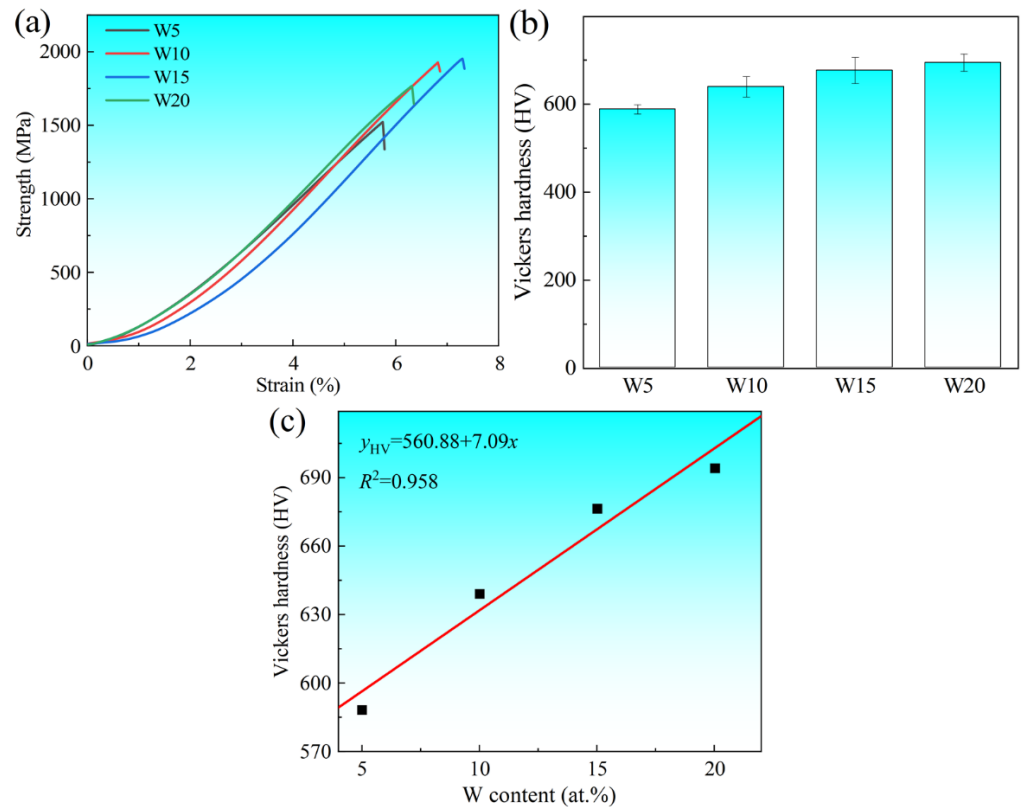 (a)
W5
W10
W15
W20
2000
1500
1000
500
0
Strength (MPa)
0 2 4 6 8
Strain (%)
(b)
600
400
200
0
Vickers hardness (HV)
W5 W10 W15 W20
(c)
y_HV=560.88+7.09x
R²=0.958
690
660
630
600
570
Vickers hardness (HV)
5 10 15 20
W content (at.%)